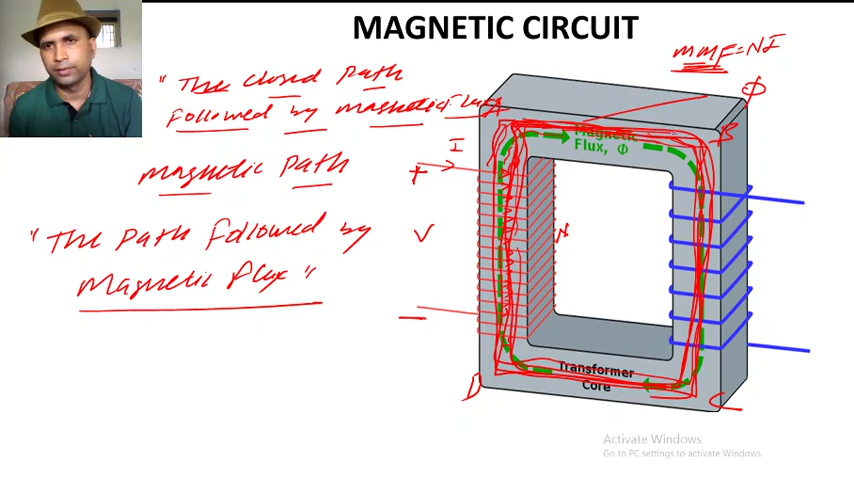 MAGNETIC CIRCUIT
MMF=NI
"The closed path
followed by magnetic flux
Magnetic path
"The path followed by
Magnetic flux"
Φ
A
B
I
+
V
N
−
Magnetic
Flux, Φ
Transformer
Core
D
C
Activate Windows
Go to PC settings to activate Windows.